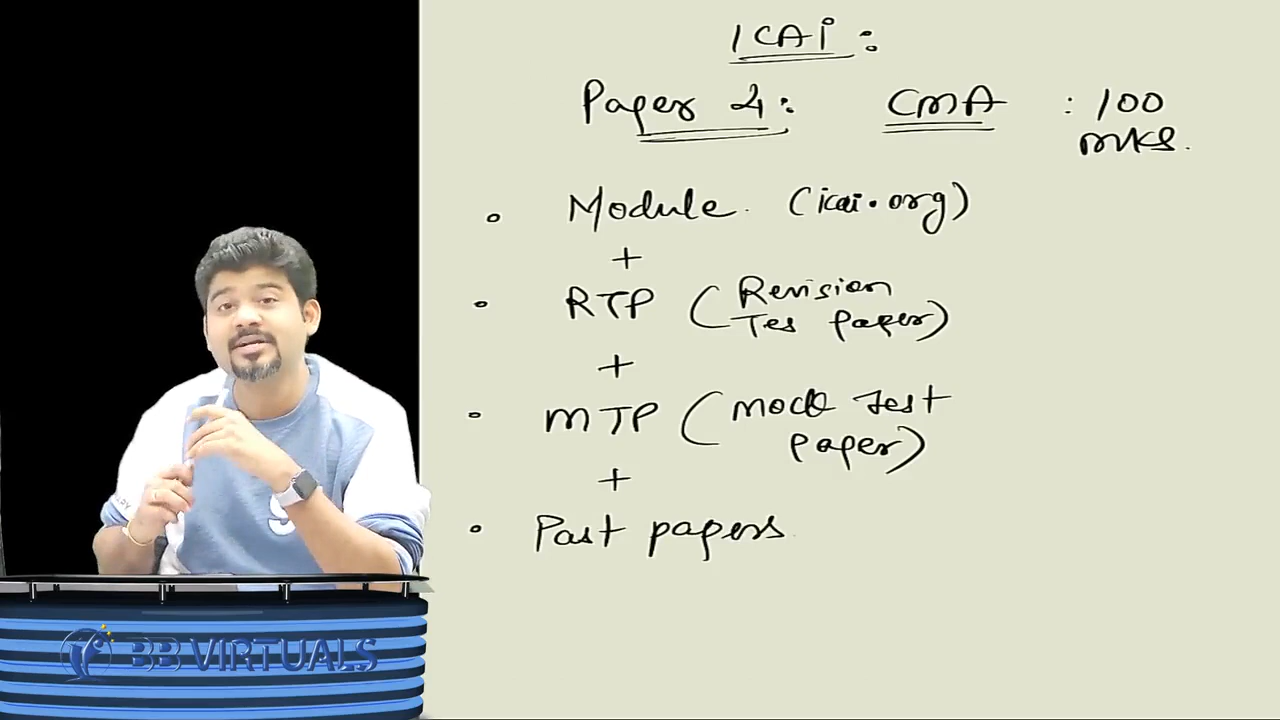 ICAI :
Paper 4 : CMA : 100 mks.
• Module. (icai.org)
+
• RTP (Revision
Tes paper)
+
• MTP (Mock Test
paper)
+
• Past papers
BB VIRTUALS